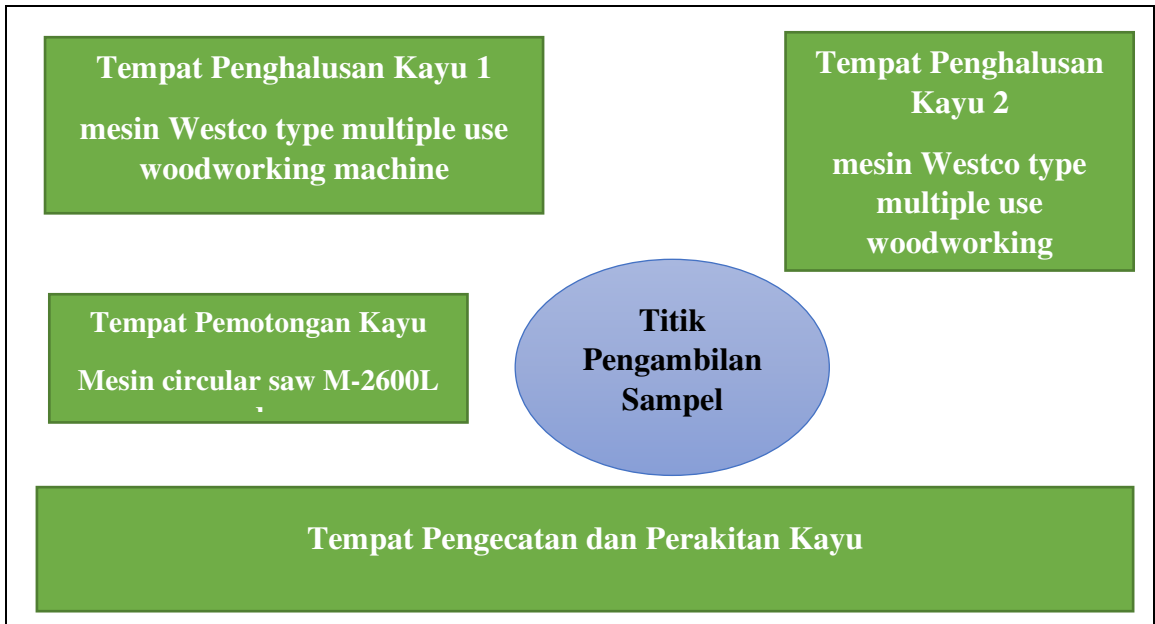 Tempat Penghalusan Kayu 1
mesin Westco type multiple use
woodworking machine
Tempat Penghalusan
Kayu 2
mesin Westco type
multiple use
woodworking
Tempat Pemotongan Kayu
Mesin circular saw M-2600L
Titik
Pengambilan
Sampel
Tempat Pengecatan dan Perakitan Kayu